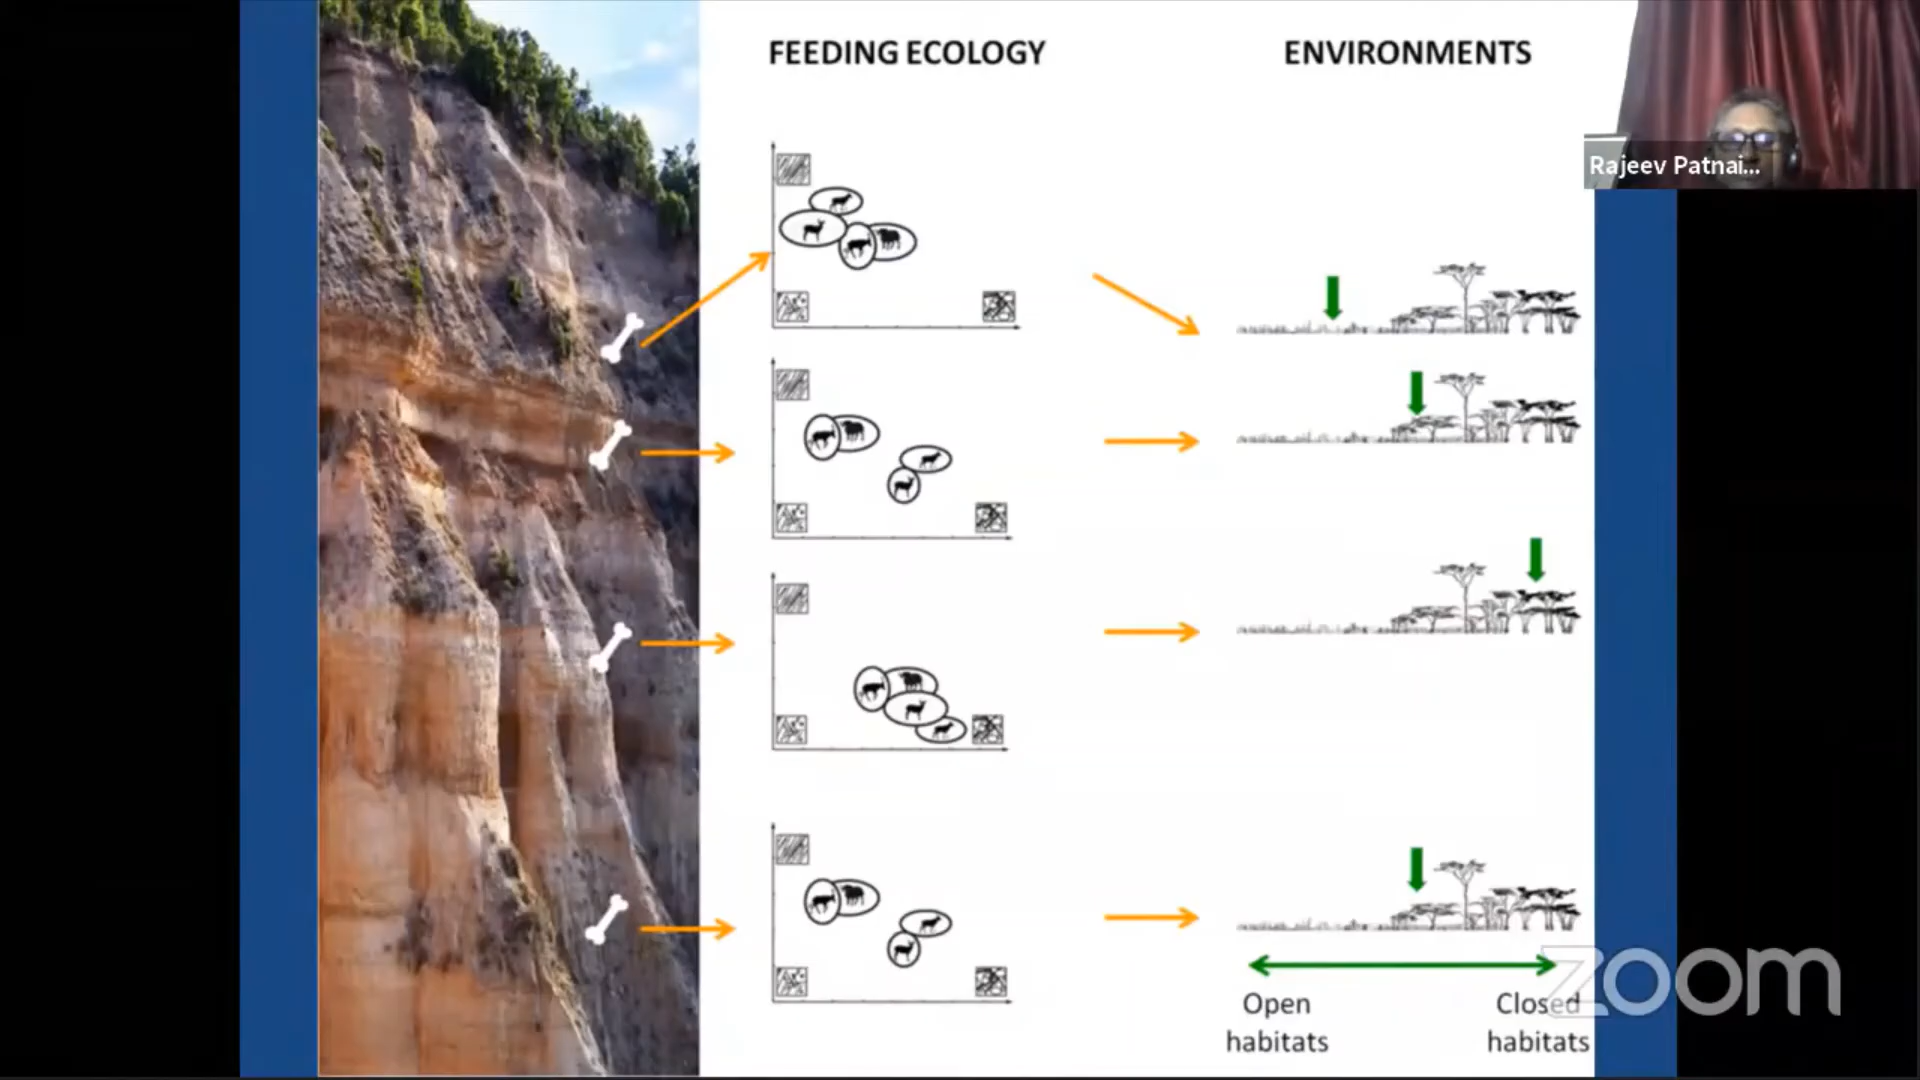 FEEDING ECOLOGY
ENVIRONMENTS
Rajeev Patnai...
Open habitats
Closed habitats
zoom